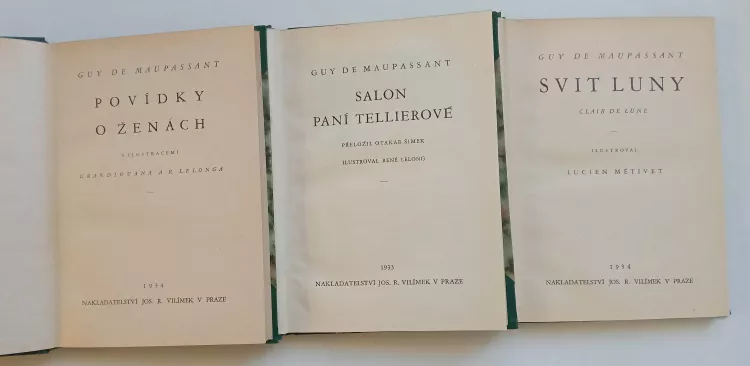 GUY DE MAUPASSANT
POVÍDKY
O ŽENÁCH
S ILUSTRACEMI
GRANDJEANA A R. LELONGA
1934
NAKLADATELSTVÍ JOS. R. VILÍMEK V PRAZE
GUY DE MAUPASSANT
SALON
PANÍ TELLIEROVÉ
PŘELOŽIL OTAKAR ŠIMEK
ILUSTROVAL RENÉ LELONG
1933
NAKLADATELSTVÍ JOS. R. VILÍMEK V PRAZE
GUY DE MAUPASSANT
SVIT LUNY
CLAIR DE LUNE
ILUSTROVAL
LUCIEN MÉTIVET
1934
NAKLADATELSTVÍ JOS. R. VILÍMEK V PRAZE